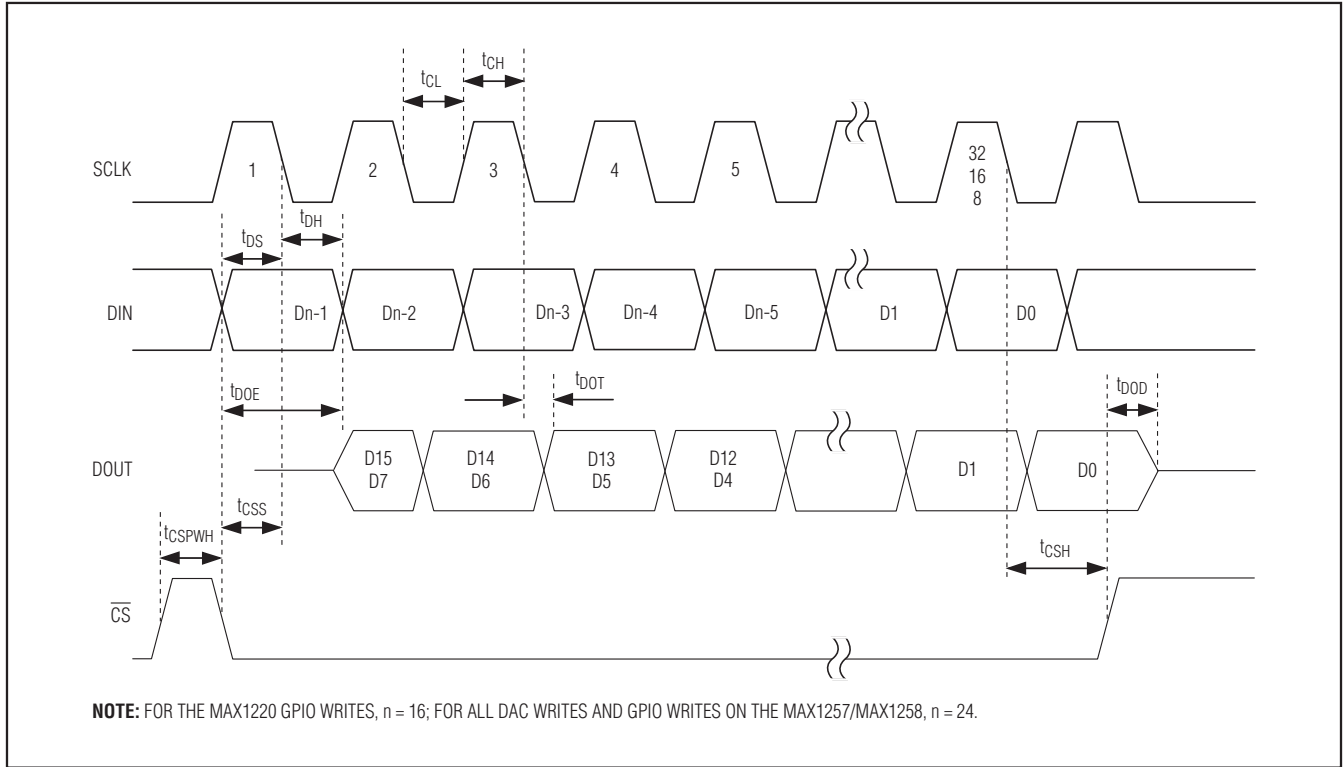 tCL
tCH
SCLK
1
2
3
4
5
32
16
8
tDS
tDH
DIN
Dn-1
Dn-2
Dn-3
Dn-4
Dn-5
D1
D0
tDOE
tDOT
tDOD
DOUT
D15
D7
D14
D6
D13
D5
D12
D4
D1
D0
tCSPWH
tCSS
tCSH
CS
NOTE: FOR THE MAX1220 GPIO WRITES, n = 16; FOR ALL DAC WRITES AND GPIO WRITES ON THE MAX1257/MAX1258, n = 24.